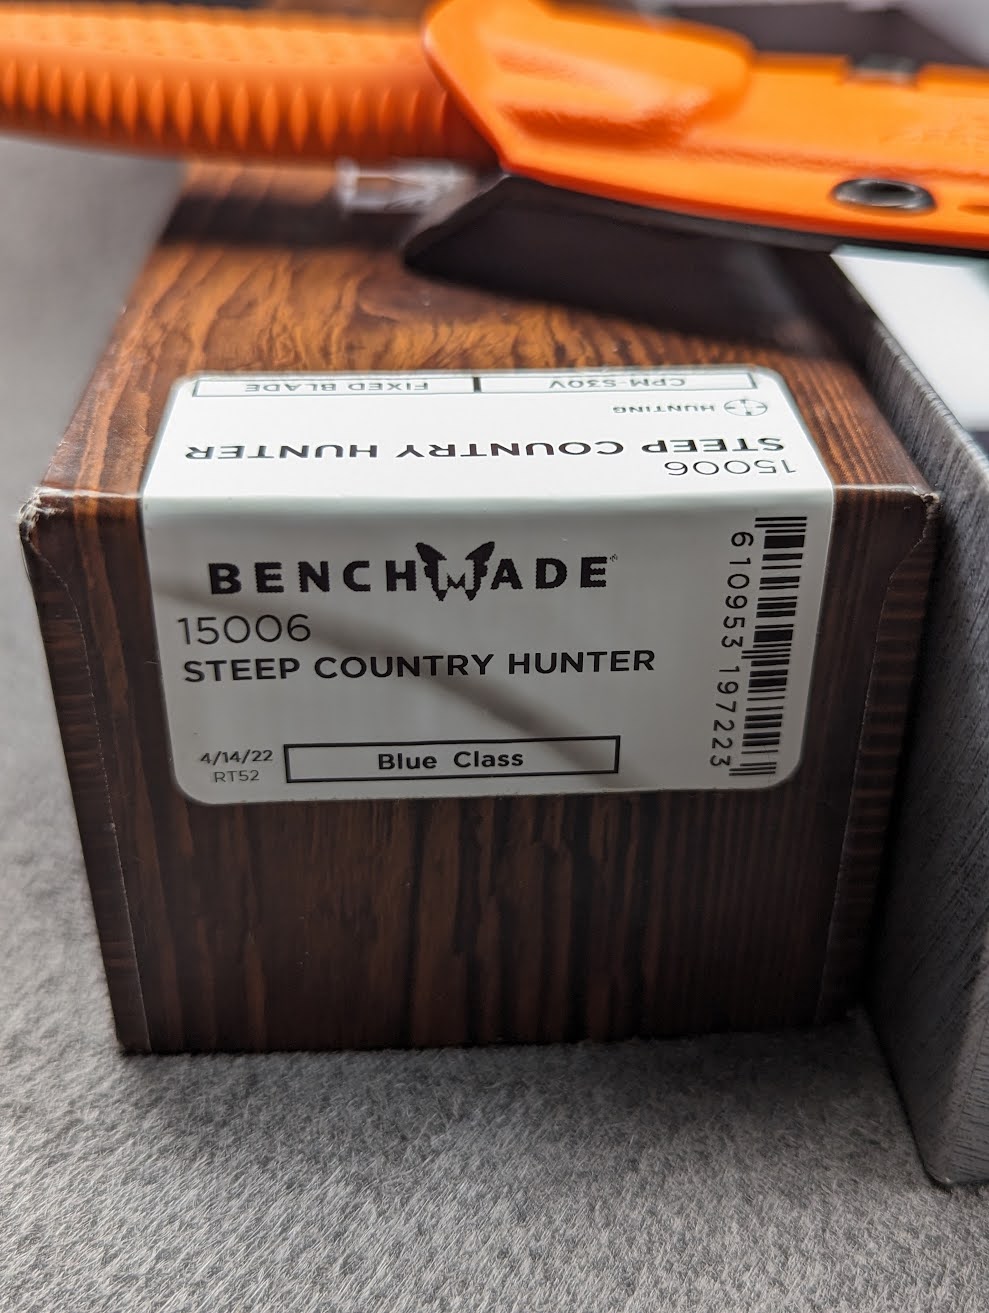 CPM-S30V FIXED BLADE
HUNTING
STEEP COUNTRY HUNTER
15006
BENCHMADE®
15006
STEEP COUNTRY HUNTER
4/14/22
RT52
Blue Class
6 10953 19722 3